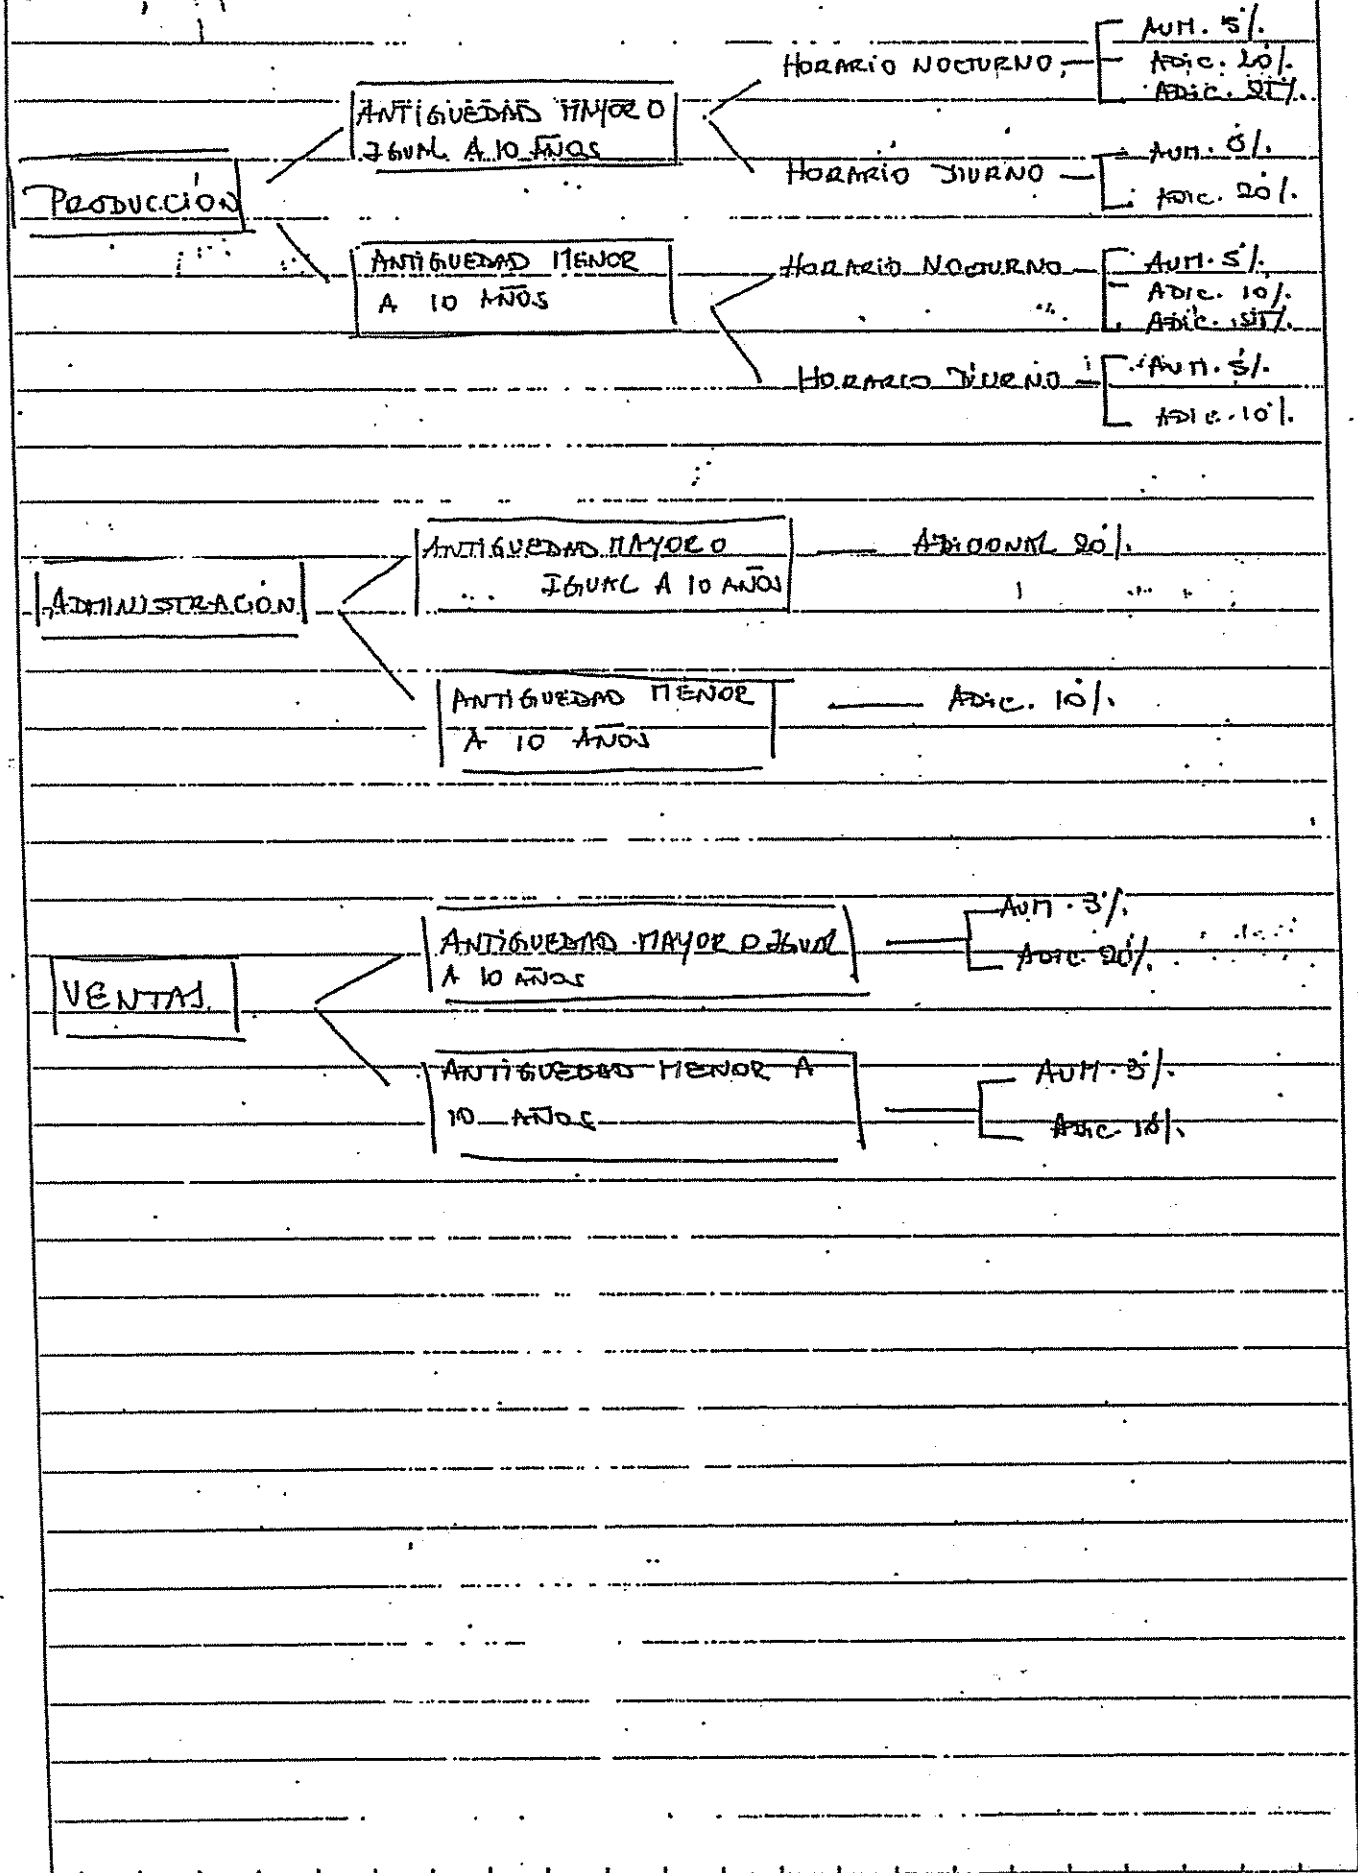 PRODUCCIÓN
ANTIGUEDAD MAYOR O
IGUAL A 10 AÑOS
HORARIO NOCTURNO
AUM. 5%.
ADIC. 20%.
ADIC.
HORARIO DIURNO
AUM.
ADIC. 20%.
ANTIGUEDAD MENOR
A 10 AÑOS
HORARIO NOCTURNO
AUM. 5%.
ADIC. 10%.
ADIC.
HORARIO DIURNO
AUM. 5%.
ADIC. 10%.
ADMINISTRACIÓN
ANTIGUEDAD MAYOR O
IGUAL A 10 AÑOS
ADICIONAL 20%.
ANTIGUEDAD MENOR
A 10 AÑOS
ADIC. 10%.
VENTAS
ANTIGUEDAD MAYOR O IGUAL
A 10 AÑOS
AUM. 3%.
ADIC. 20%.
ANTIGUEDAD MENOR A
10 AÑOS
AUM. 3%.
ADIC. 10%.